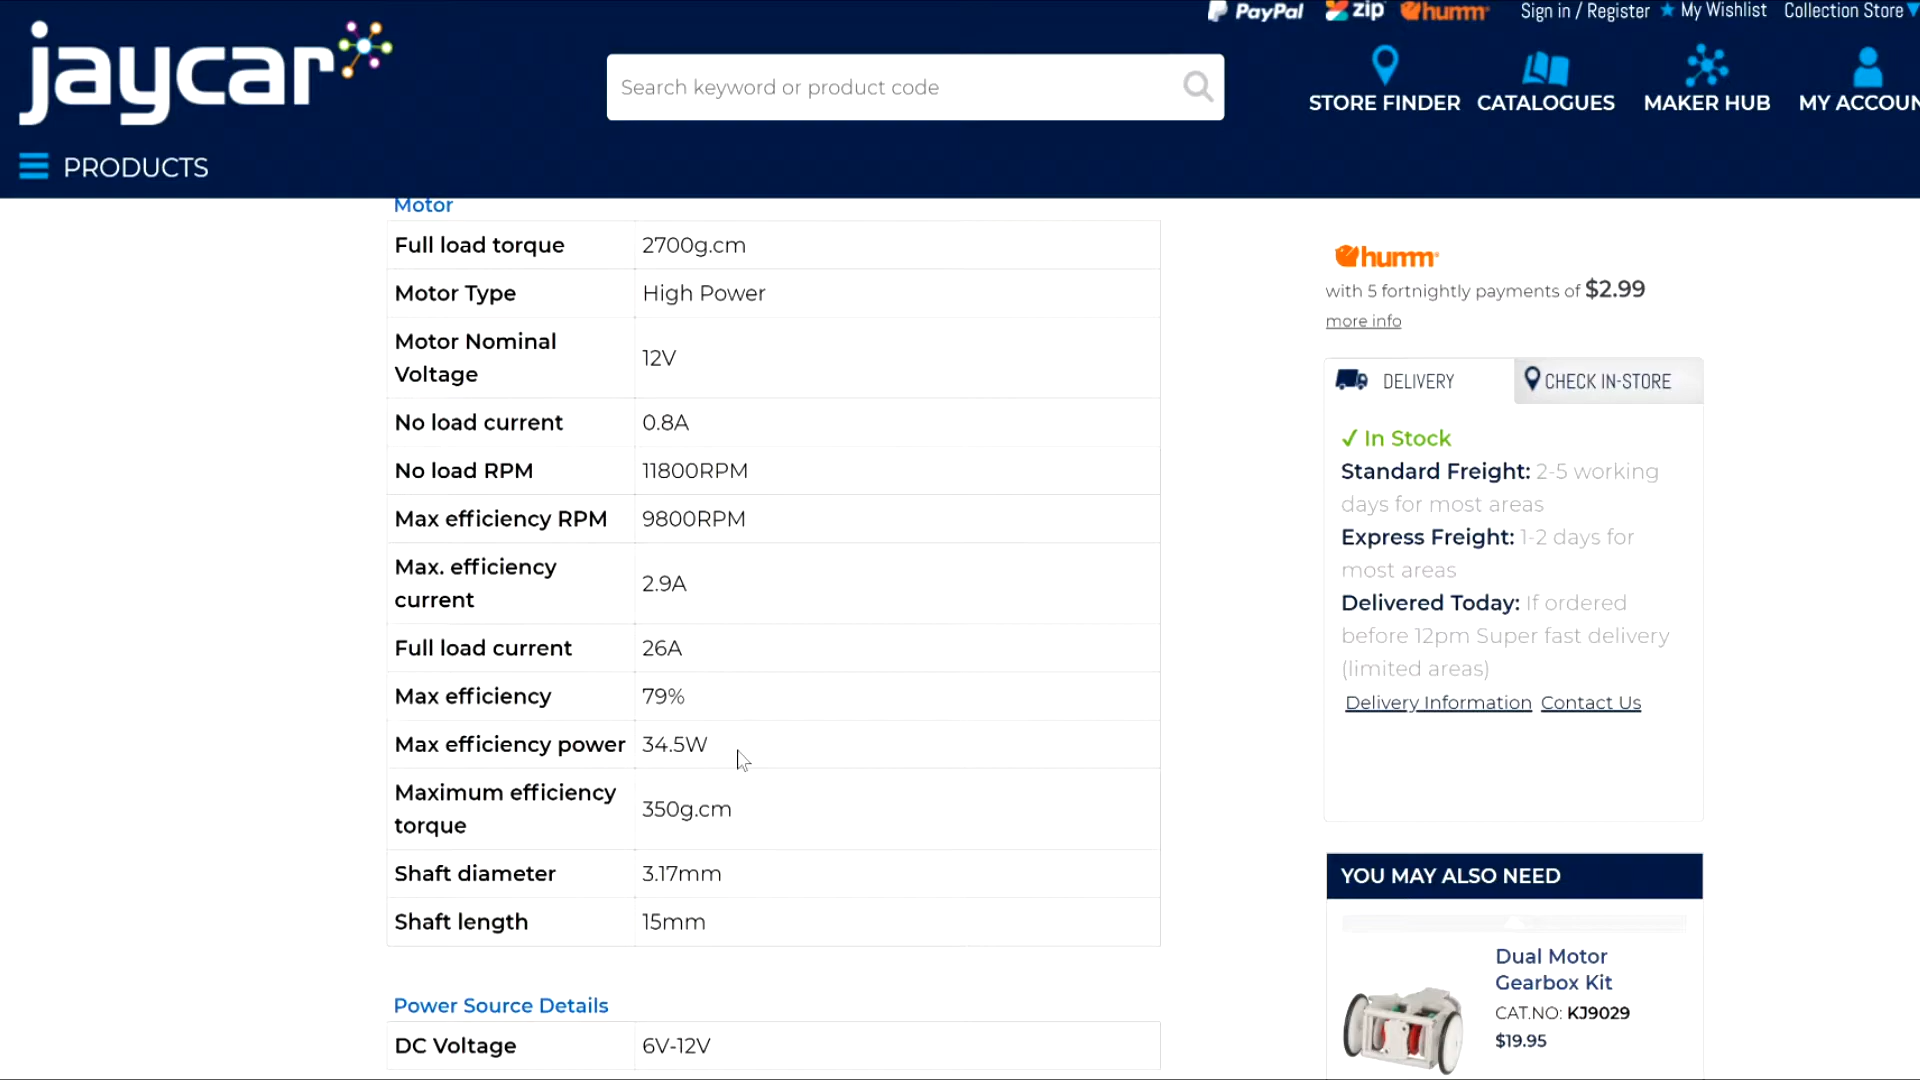 PayPal zip humm Sign in / Register My Wishlist Collection Store
jaycar
Search keyword or product code
STORE FINDER CATALOGUES MAKER HUB MY ACCOUN
PRODUCTS
Motor
Full load torque 2700g.cm
Motor Type High Power
Motor Nominal
Voltage
12V
No load current 0.8A
No load RPM 11800RPM
Max efficiency RPM 9800RPM
Max. efficiency
current
2.9A
Full load current 26A
Max efficiency 79%
Max efficiency power 34.5W
Maximum efficiency
torque
350g.cm
Shaft diameter 3.17mm
Shaft length 15mm
Power Source Details
DC Voltage 6V-12V
humm
with 5 fortnightly payments of $2.99
more info
DELIVERY CHECK IN-STORE
✓ In Stock
Standard Freight: 2-5 working
days for most areas
Express Freight: 1-2 days for
most areas
Delivered Today: If ordered
before 12pm Super fast delivery
(limited areas)
Delivery Information Contact Us
YOU MAY ALSO NEED
Dual Motor
Gearbox Kit
CAT.NO: KJ9029
$19.95